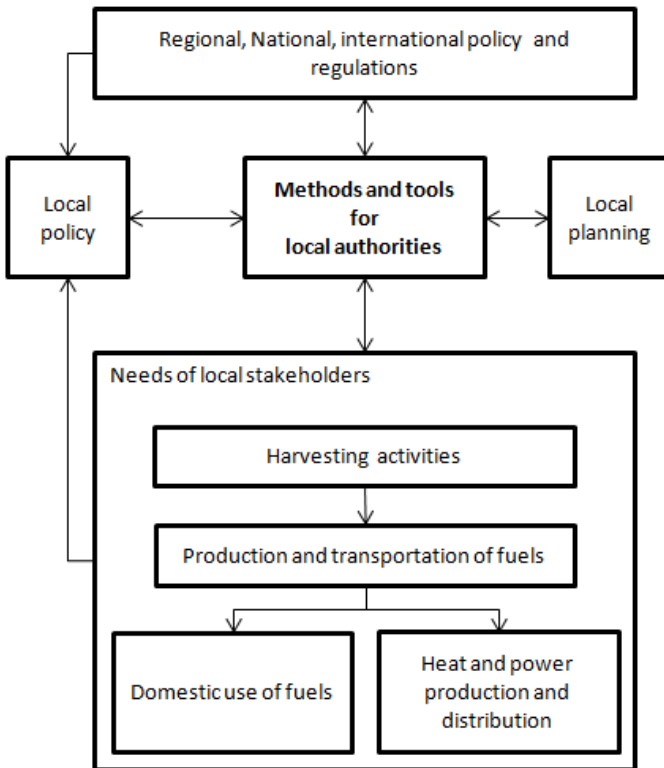 Regional, National, international policy and
regulations
Local
policy
Methods and tools
for
local authorities
Local
planning
Needs of local stakeholders
Harvesting activities
Production and transportation of fuels
Domestic use of fuels
Heat and power
production and
distribution